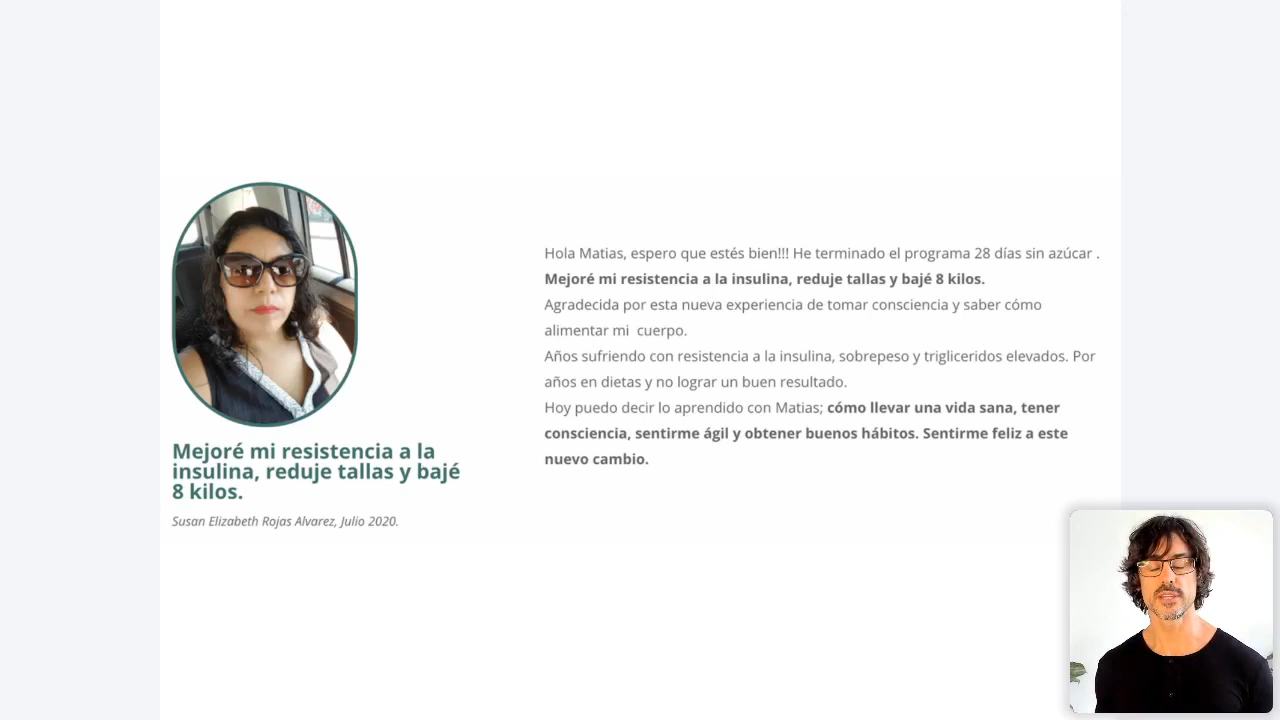 Mejoré mi resistencia a la
insulina, reduje tallas y bajé
8 kilos.
Susan Elizabeth Rojas Alvarez, Julio 2020.
Hola Matias, espero que estés bien!!! He terminado el programa 28 días sin azúcar .
Mejoré mi resistencia a la insulina, reduje tallas y bajé 8 kilos.
Agradecida por esta nueva experiencia de tomar consciencia y saber cómo
alimentar mi  cuerpo.
Años sufriendo con resistencia a la insulina, sobrepeso y trigliceridos elevados. Por
años en dietas y no lograr un buen resultado.
Hoy puedo decir lo aprendido con Matias; cómo llevar una vida sana, tener
consciencia, sentirme ágil y obtener buenos hábitos. Sentirme feliz a este
nuevo cambio.